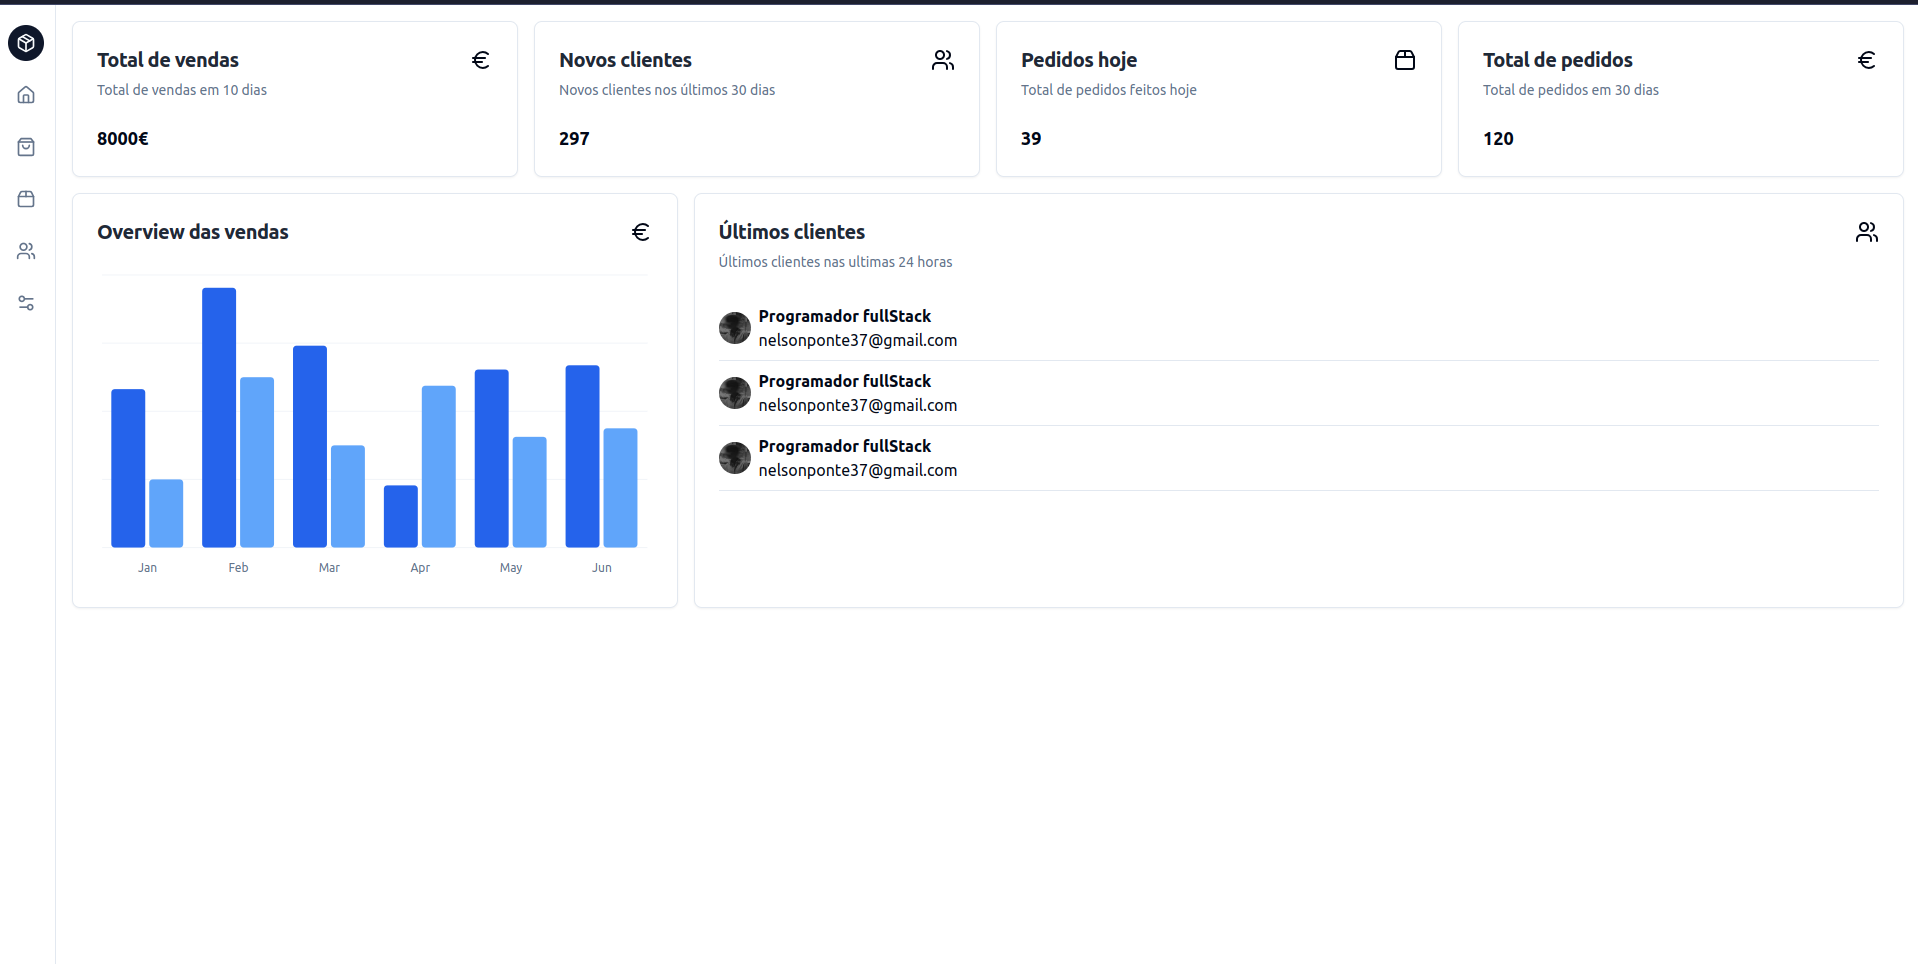 Total de vendas
Total de vendas em 10 dias
8000€
Novos clientes
Novos clientes nos últimos 30 dias
297
Pedidos hoje
Total de pedidos feitos hoje
39
Total de pedidos
Total de pedidos em 30 dias
120
Overview das vendas
Jan Feb Mar Apr May Jun
Últimos clientes
Últimos clientes nas ultimas 24 horas
Programador fullStack
nelsonponte37@gmail.com
Programador fullStack
nelsonponte37@gmail.com
Programador fullStack
nelsonponte37@gmail.com